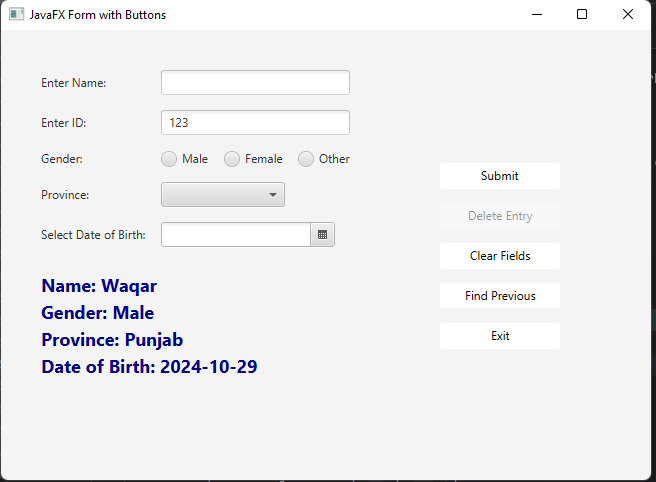 JavaFX Form with Buttons
Enter Name:
Enter ID: 123
Gender: Male Female Other
Province:
Select Date of Birth:
Submit
Delete Entry
Clear Fields
Find Previous
Exit
Name: Waqar
Gender: Male
Province: Punjab
Date of Birth: 2024-10-29